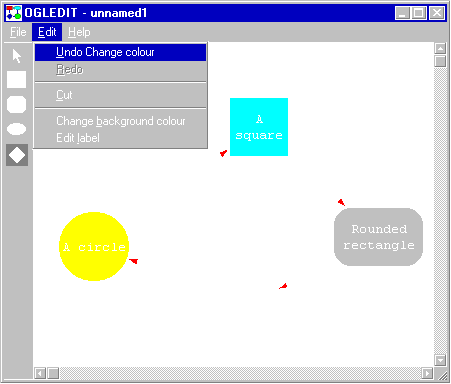 OGLEDIT - unnamed1
File Edit Help
Undo Change colour
Redo
Cut
Change background colour
Edit label
A
square
Rounded
rectangle
A circle